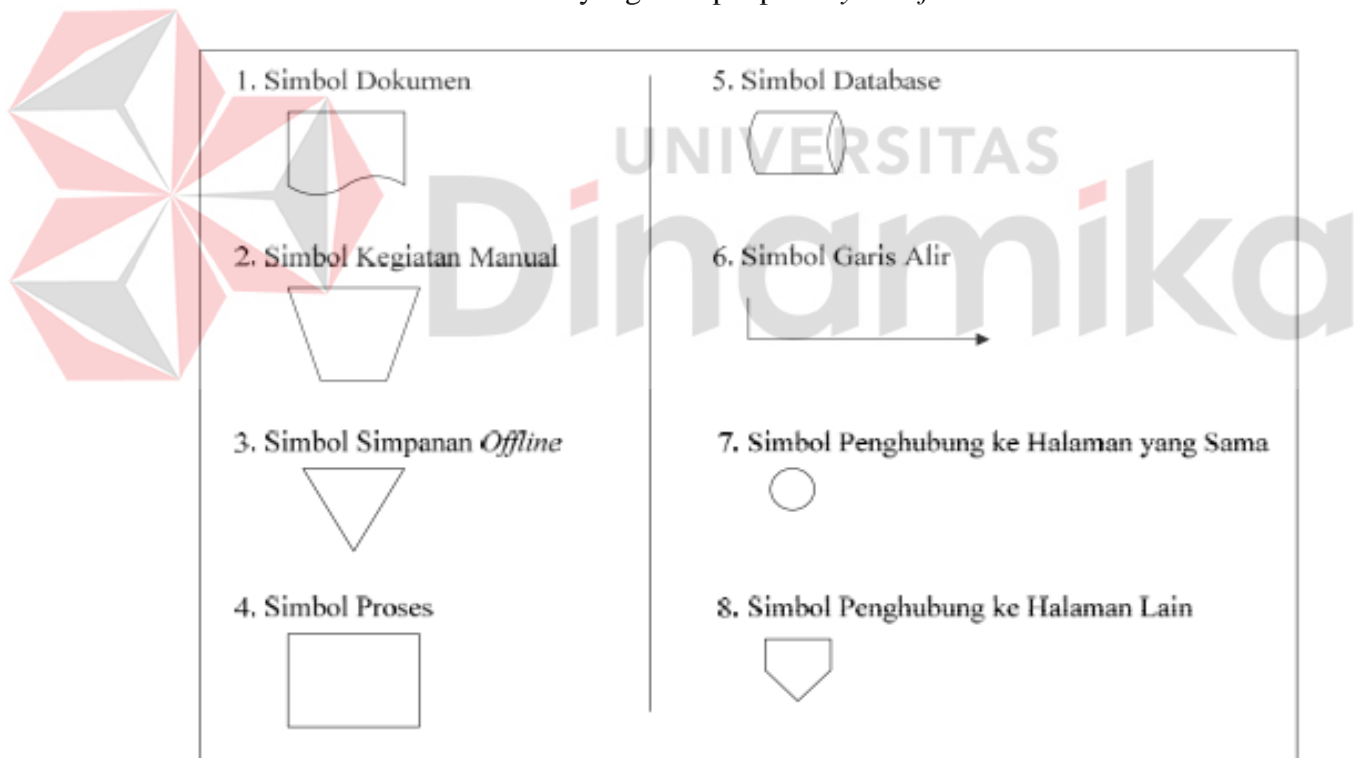 1. Simbol Dokumen
2. Simbol Kegiatan Manual
3. Simbol Simpanan Offline
4. Simbol Proses
5. Simbol Database
6. Simbol Garis Alir
7. Simbol Penghubung ke Halaman yang Sama
8. Simbol Penghubung ke Halaman Lain
UNIVERSITAS
Dinamika